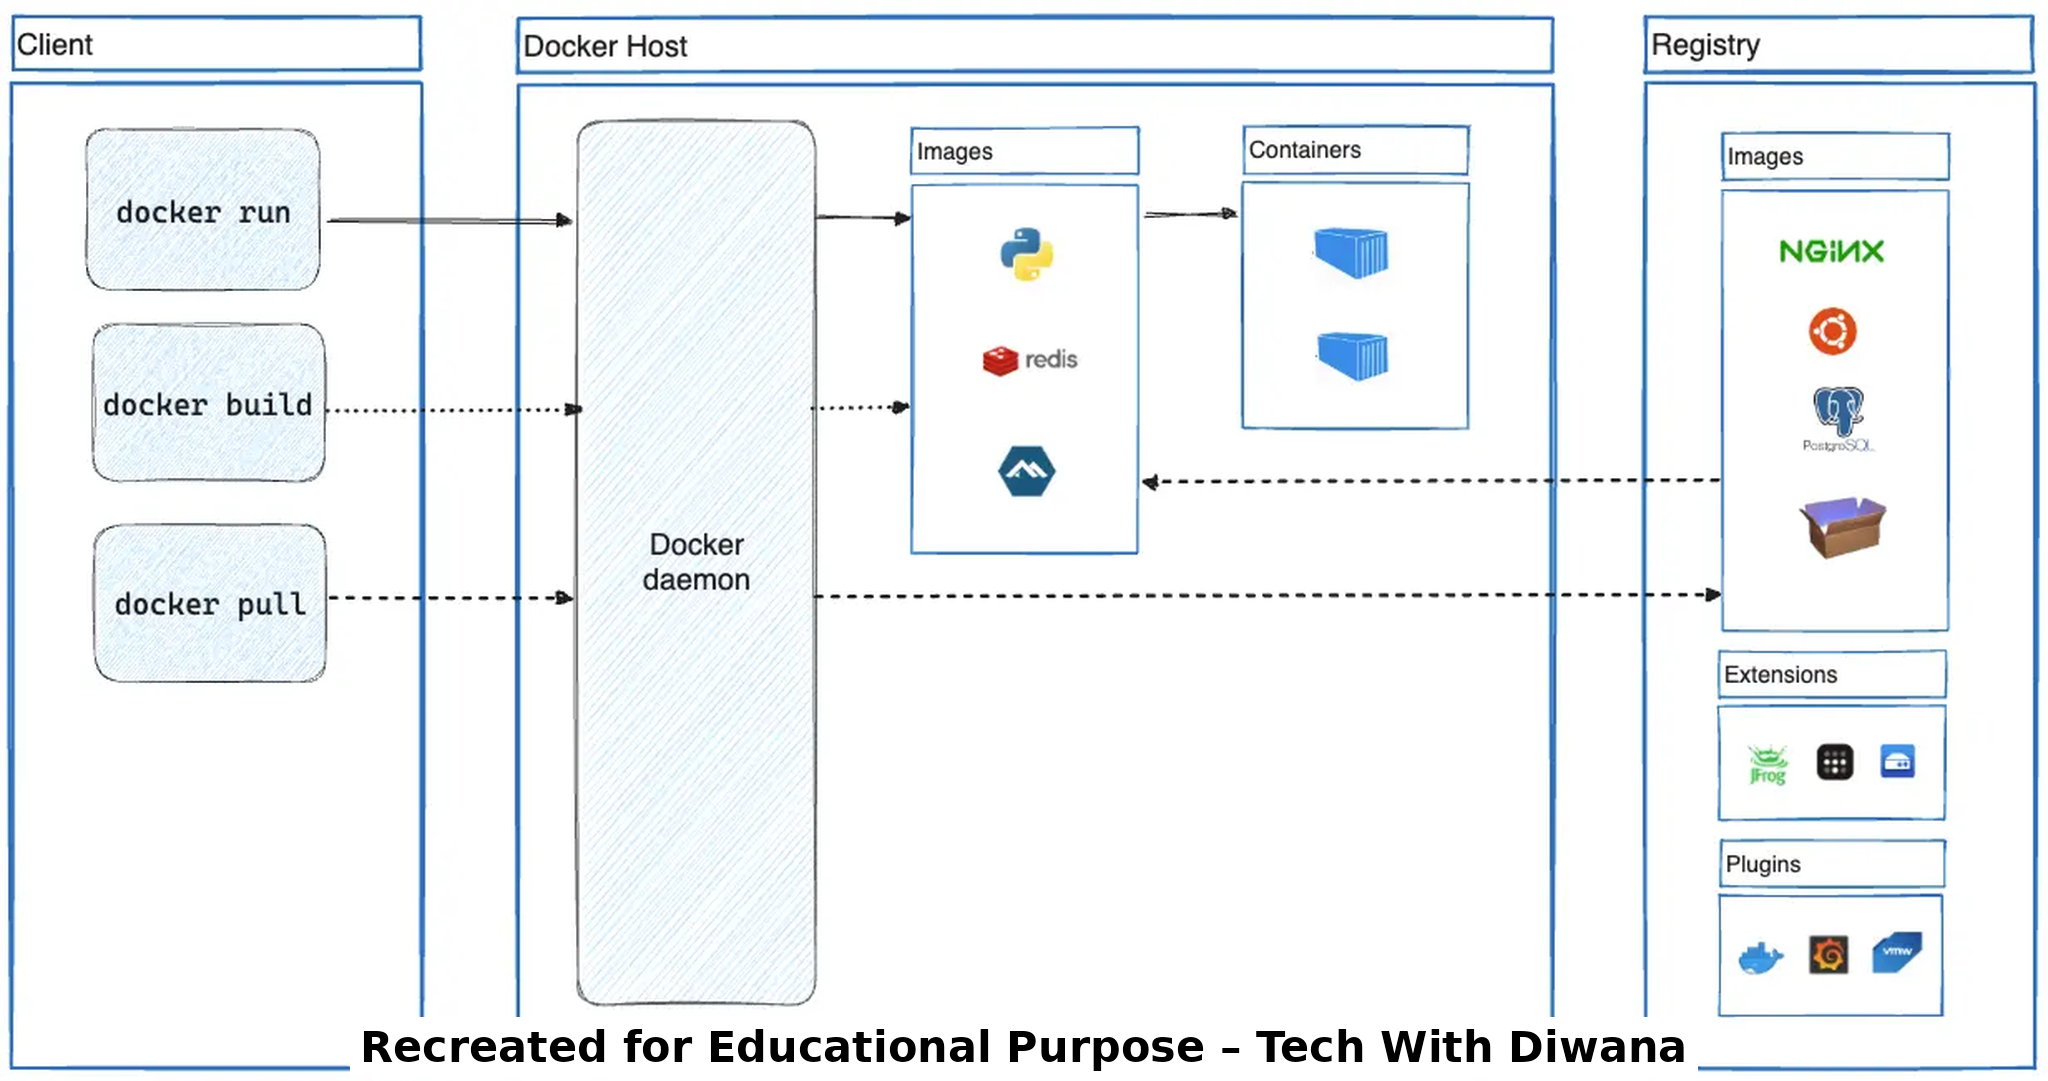 Client
docker run
docker build
docker pull
Docker Host
Docker
daemon
Images
redis
Containers
Registry
Images
NGINX
PostgreSQL
Extensions
JFrog
Plugins
vmw
Recreated for Educational Purpose – Tech With Diwana